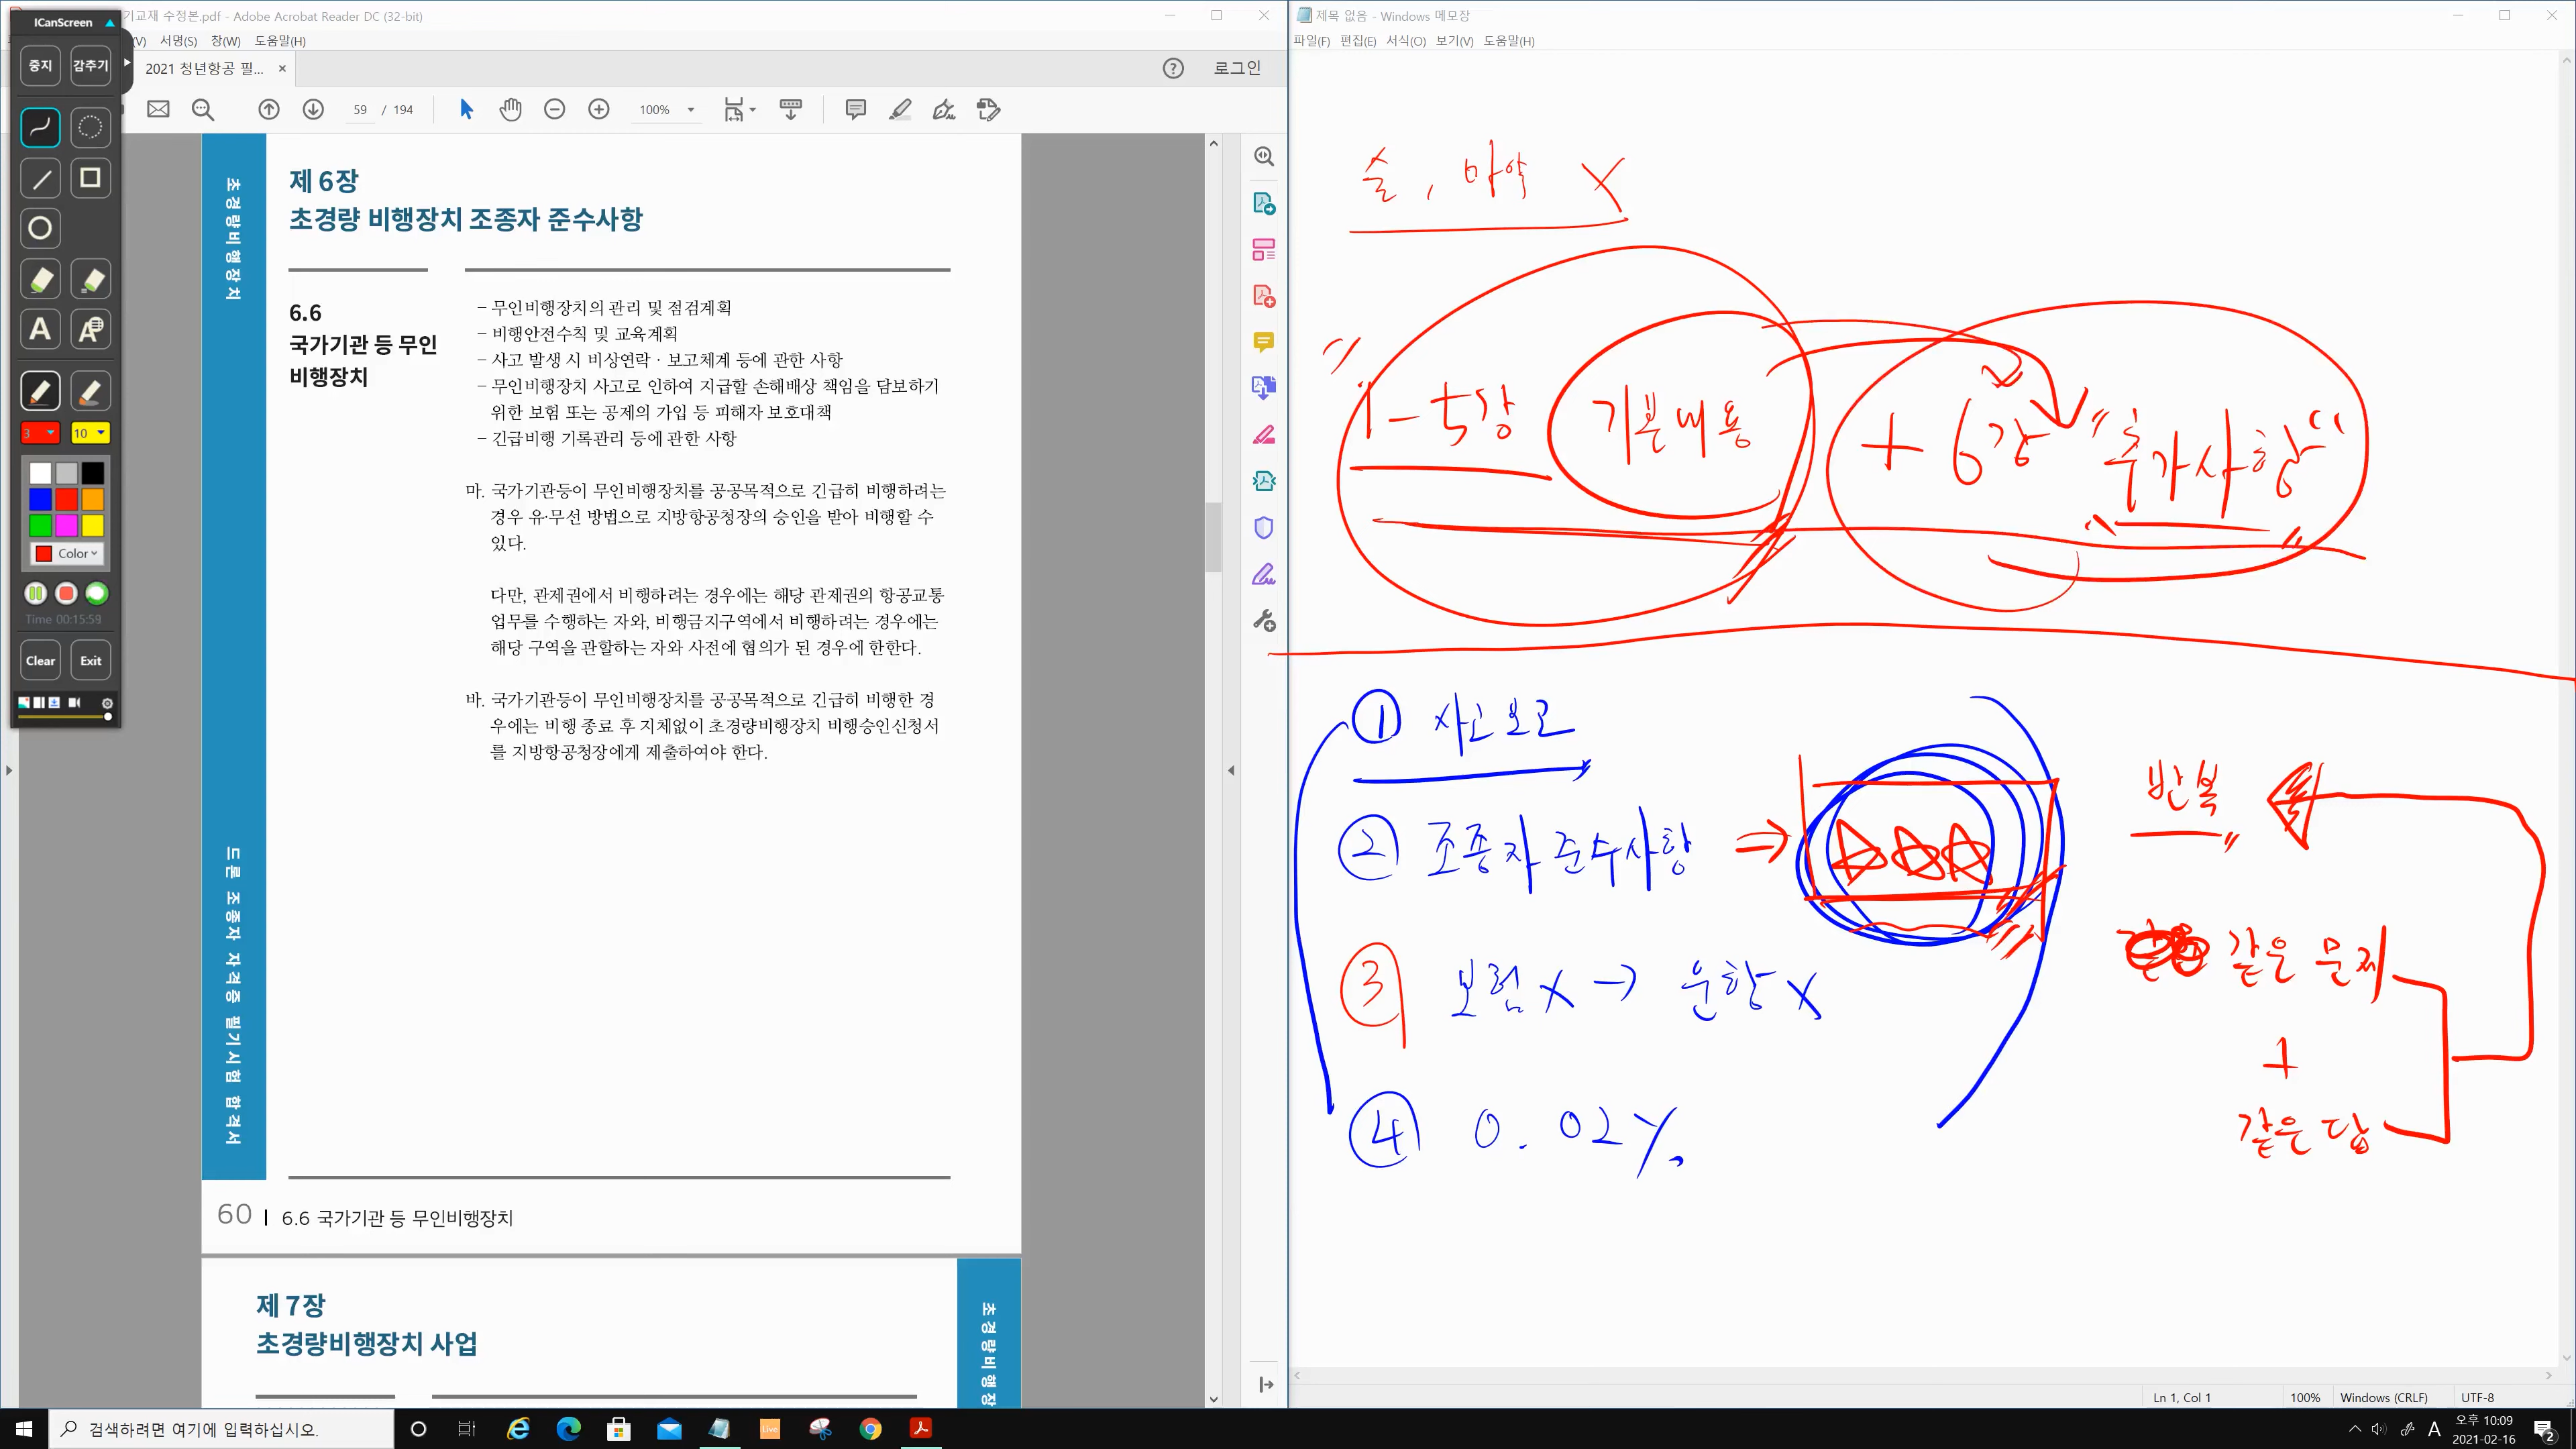 ICanScreen
기교재 수정본.pdf - Adobe Acrobat Reader DC (32-bit)
(V) 서명(S) 창(W) 도움말(H)
2021 청년항공 필...
로그인
59 / 194
100%
중지 감추기
A
3 10
Color
Time 00:15:59
Clear Exit
초경량비행장치
제 6장
초경량 비행장치 조종자 준수사항
6.6
국가기관 등 무인
비행장치
– 무인비행장치의 관리 및 점검계획
– 비행안전수칙 및 교육계획
– 사고 발생 시 비상연락 · 보고체계 등에 관한 사항
– 무인비행장치 사고로 인하여 지급할 손해배상 책임을 담보하기
위한 보험 또는 공제의 가입 등 피해자 보호대책
– 긴급비행 기록관리 등에 관한 사항
마. 국가기관등이 무인비행장치를 공공목적으로 긴급히 비행하려는
경우 유·무선 방법으로 지방항공청장의 승인을 받아 비행할 수
있다.
다만, 관제권에서 비행하려는 경우에는 해당 관제권의 항공교통
업무를 수행하는 자와, 비행금지구역에서 비행하려는 경우에는
해당 구역을 관할하는 자와 사전에 협의가 된 경우에 한한다.
바. 국가기관등이 무인비행장치를 공공목적으로 긴급히 비행한 경
우에는 비행 종료 후 지체없이 초경량비행장치 비행승인신청서
를 지방항공청장에게 제출하여야 한다.
드론 조종자 자격증 필기시험 합격서
60 | 6.6 국가기관 등 무인비행장치
제 7장
초경량비행장치 사업
초경량비행장
제목 없음 - Windows 메모장
파일(F) 편집(E) 서식(O) 보기(V) 도움말(H)
술, 마약 X
1-5장 기본내용 + 6장 "추가사항"
① 사고보고
② 조종자 준수사항 ⇒ ☆☆☆
③ 보험X → 운항X
④ 0.02%
반복
같은 문제
+
같은 답
Ln 1, Col 1 100% Windows (CRLF) UTF-8
검색하려면 여기에 입력하십시오.
A
오후 10:09
2021-02-16
2